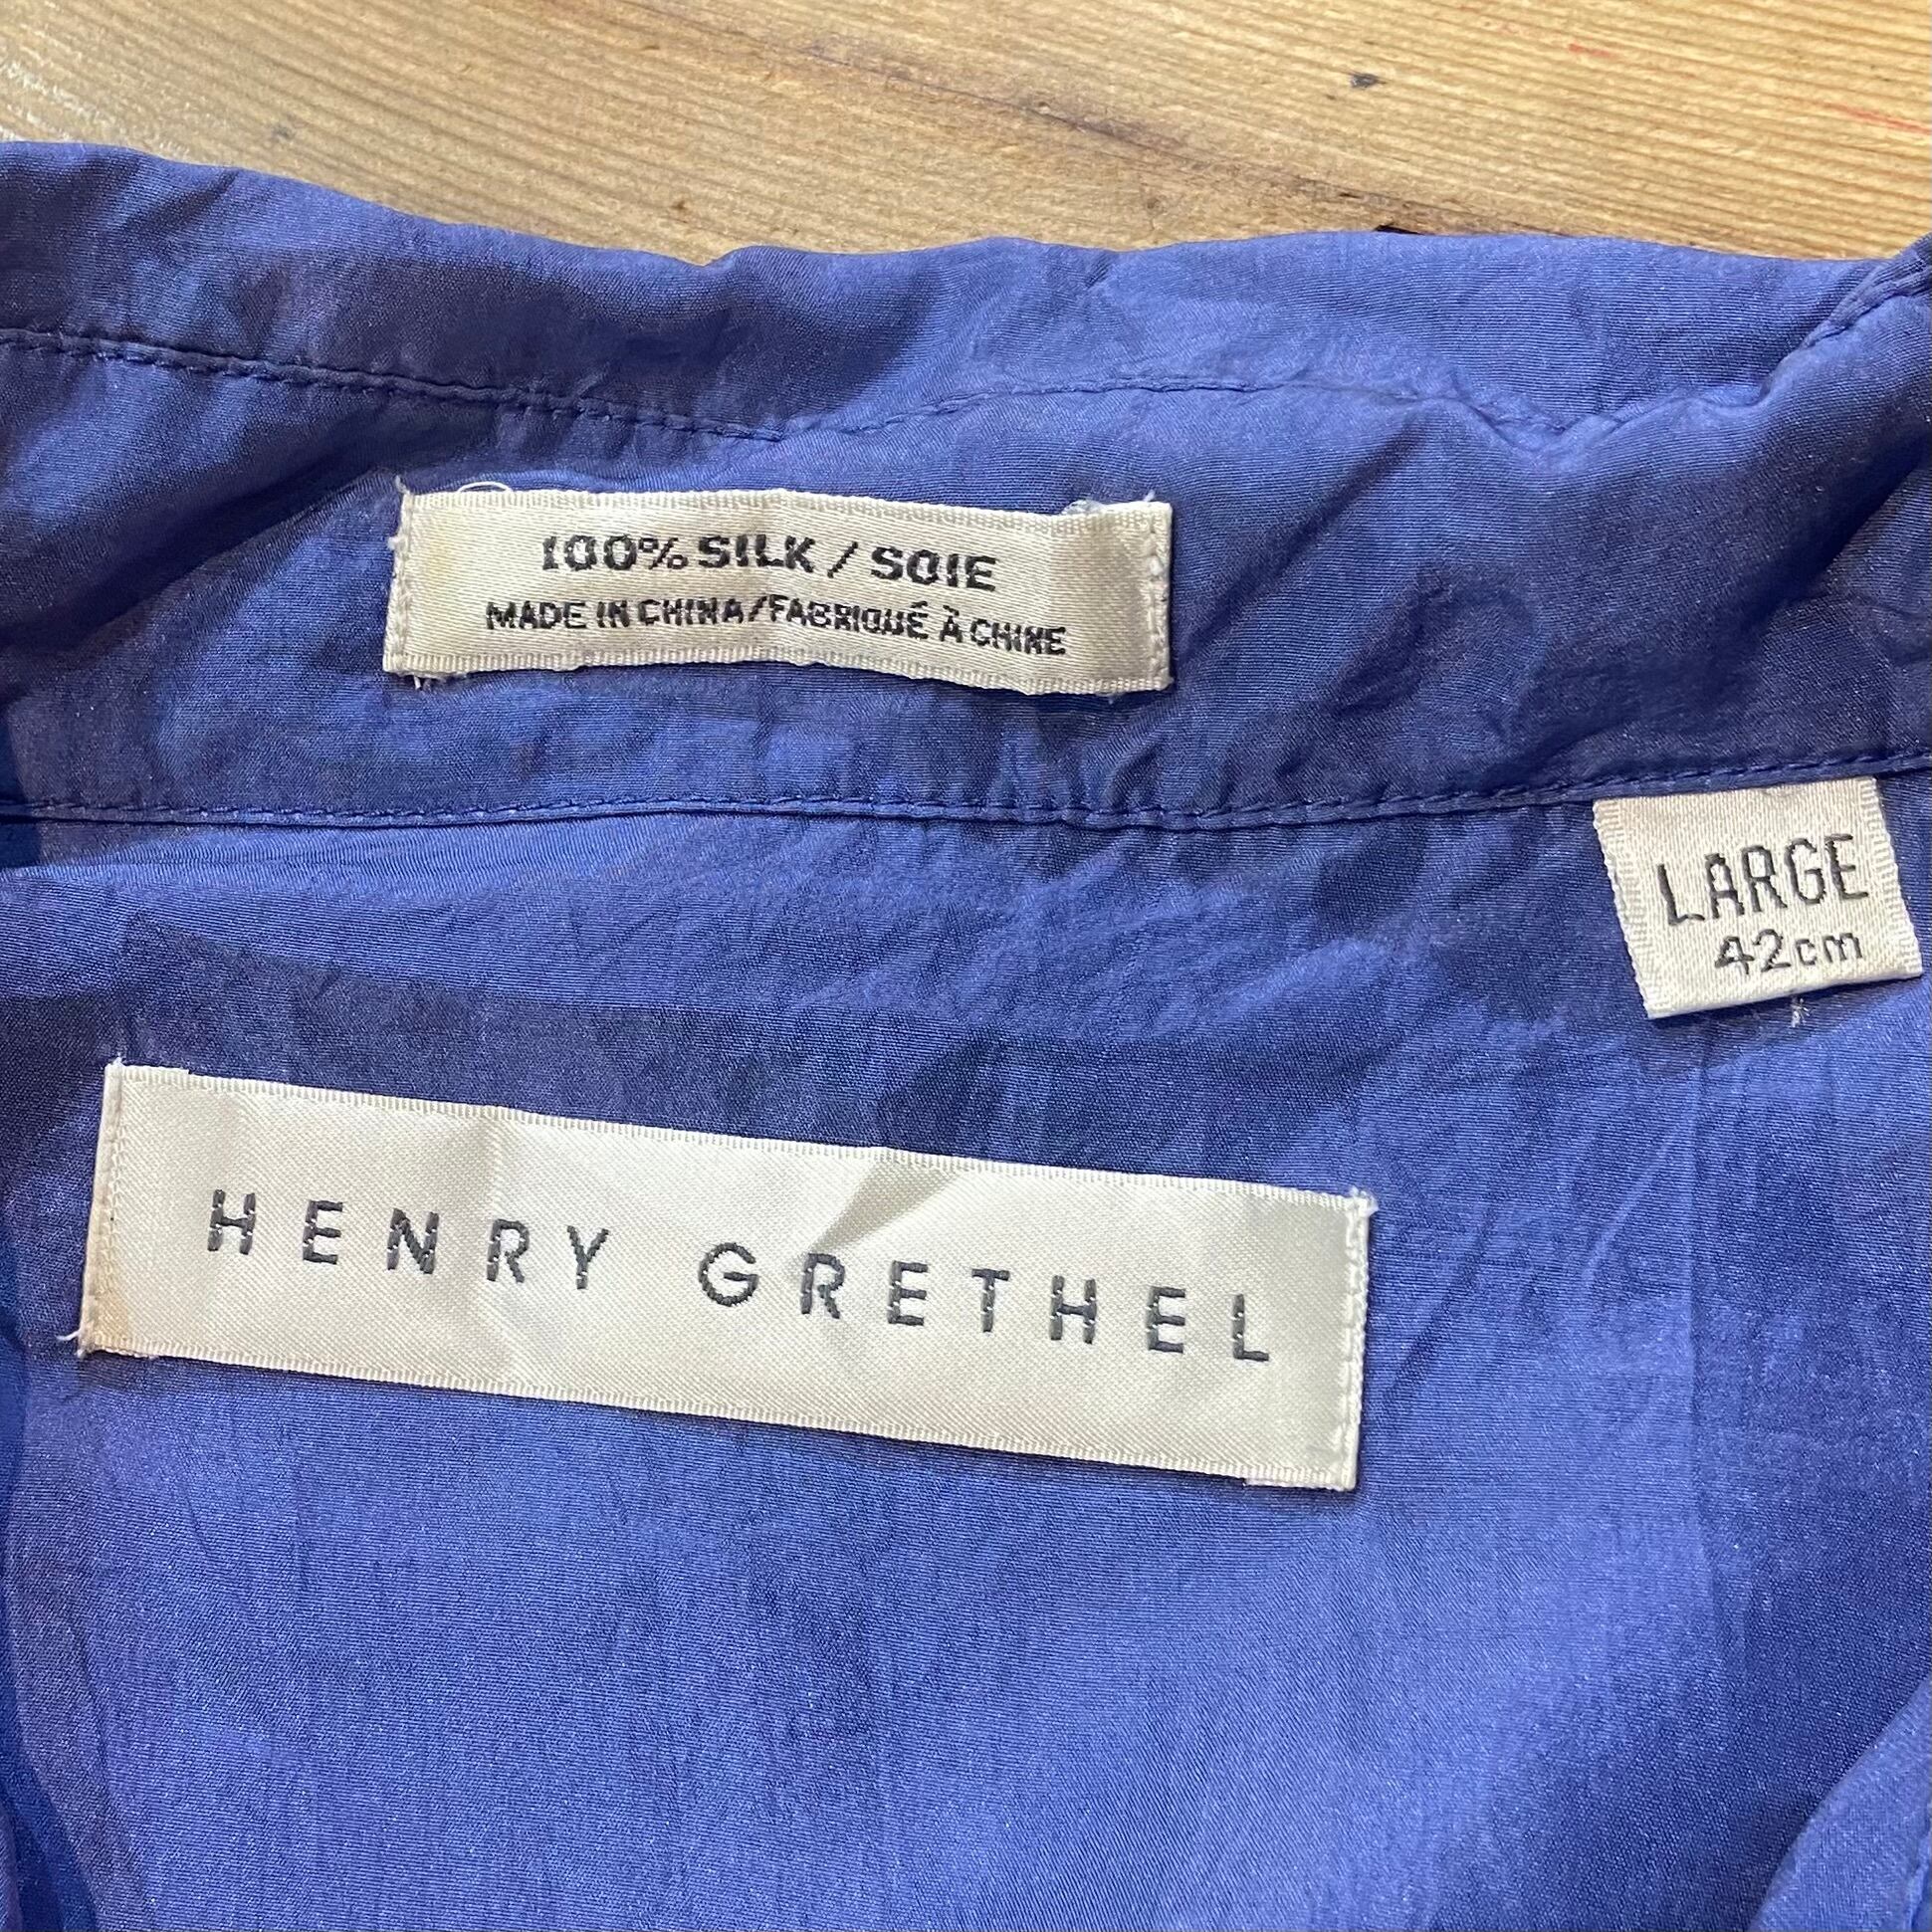 100% SILK / SOIE
MADE IN CHINA/FABRIQUÉ À CHINE
LARGE
42cm
HENRY GRETHEL